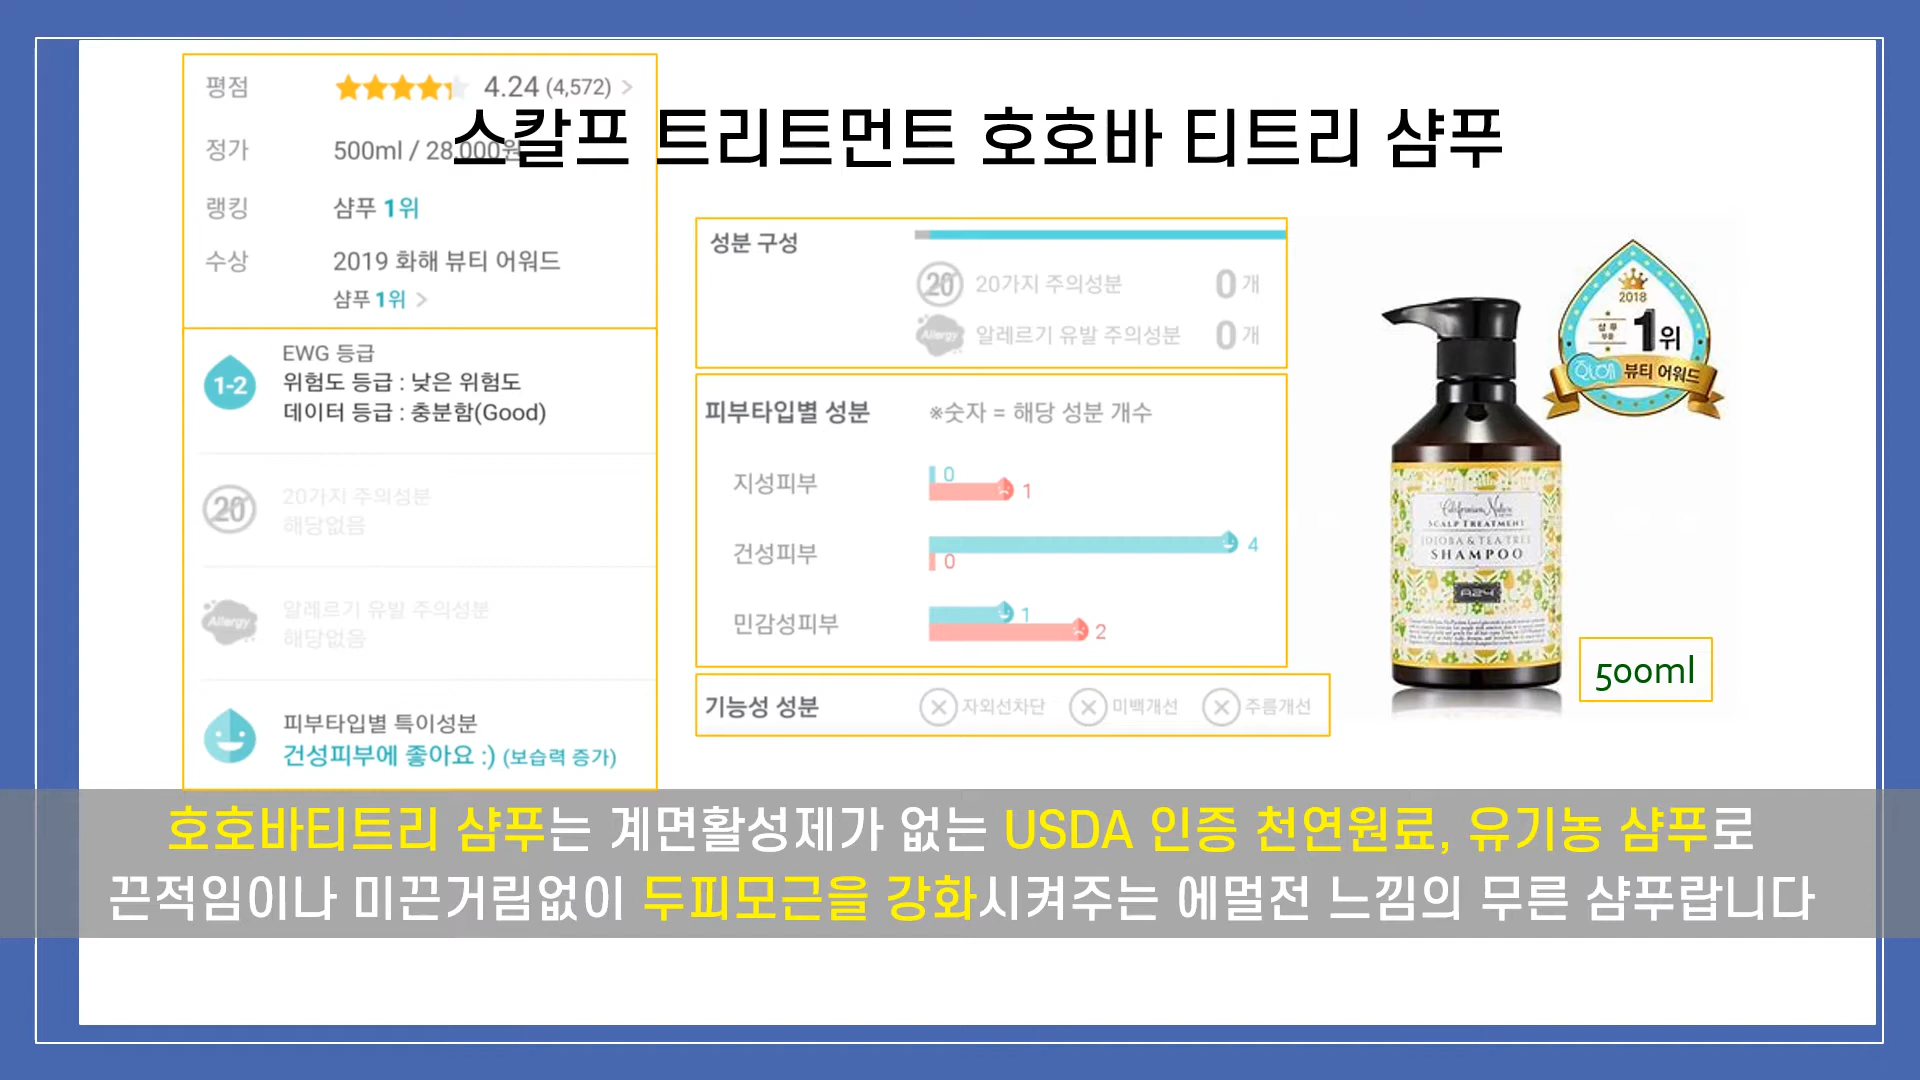 스칼프 트리트먼트 호호바 티트리 샴푸
평점 4.24 (4,572)
정가 500ml / 28,000원
랭킹 샴푸 1위
수상 2019 화해 뷰티 어워드
샴푸 1위
1-2
EWG 등급
위험도 등급 : 낮은 위험도
데이터 등급 : 충분함(Good)
20
20가지 주의성분
해당없음
Allergy
알레르기 유발 주의성분
해당없음
피부타입별 특이성분
건성피부에 좋아요 :) (보습력 증가)
성분 구성
20 20가지 주의성분 0 개
Allergy 알레르기 유발 주의성분 0 개
피부타입별 성분 ※숫자 = 해당 성분 개수
지성피부 0
1
건성피부 4
0
민감성피부 1
2
기능성 성분 자외선차단 미백개선 주름개선
2018
샴푸
부문
1위
화해 뷰티 어워드
California Nature
SCALP TREATMENT
JOJOBA & TEA TREE
SHAMPOO
A24
500ml
호호바티트리 샴푸는 계면활성제가 없는 USDA 인증 천연원료, 유기농 샴푸로
끈적임이나 미끈거림없이 두피모근을 강화시켜주는 에멀전 느낌의 무른 샴푸랍니다